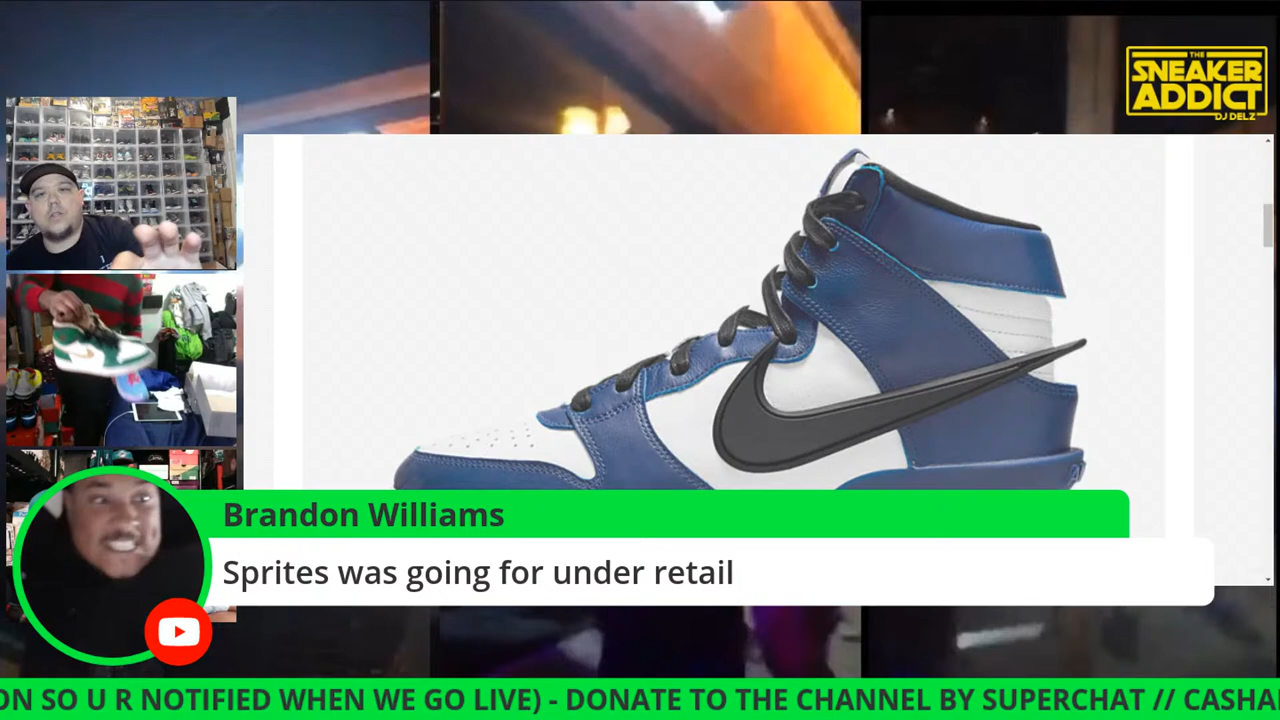 THE
SNEAKER
ADDICT
DJ DELZ
Brandon Williams
Sprites was going for under retail
ON SO U R NOTIFIED WHEN WE GO LIVE) - DONATE TO THE CHANNEL BY SUPERCHAT // CASHA